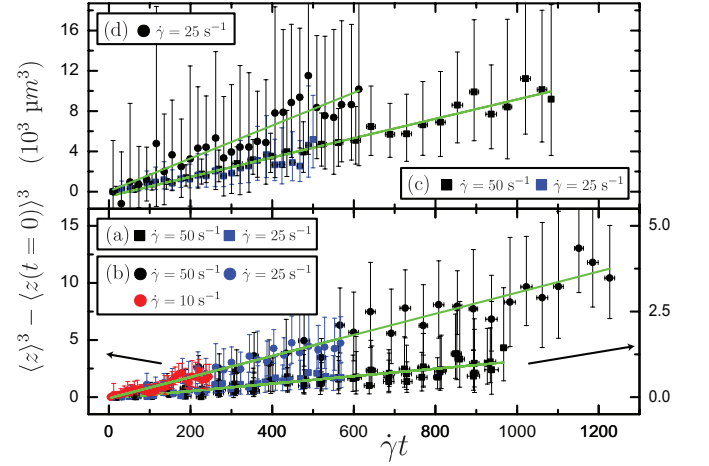 (d) ● γ̇ = 25 s⁻¹
16
12
8
4
0
(c) ■ γ̇ = 50 s⁻¹ ■ γ̇ = 25 s⁻¹
⟨z⟩³ − ⟨z(t = 0)⟩³ (10³ µm³)
(a) ■ γ̇ = 50 s⁻¹ ■ γ̇ = 25 s⁻¹
(b) ● γ̇ = 50 s⁻¹ ● γ̇ = 25 s⁻¹
● γ̇ = 10 s⁻¹
15
10
5
0
5.0
2.5
0.0
0 200 400 600 800 1000 1200
γ̇t